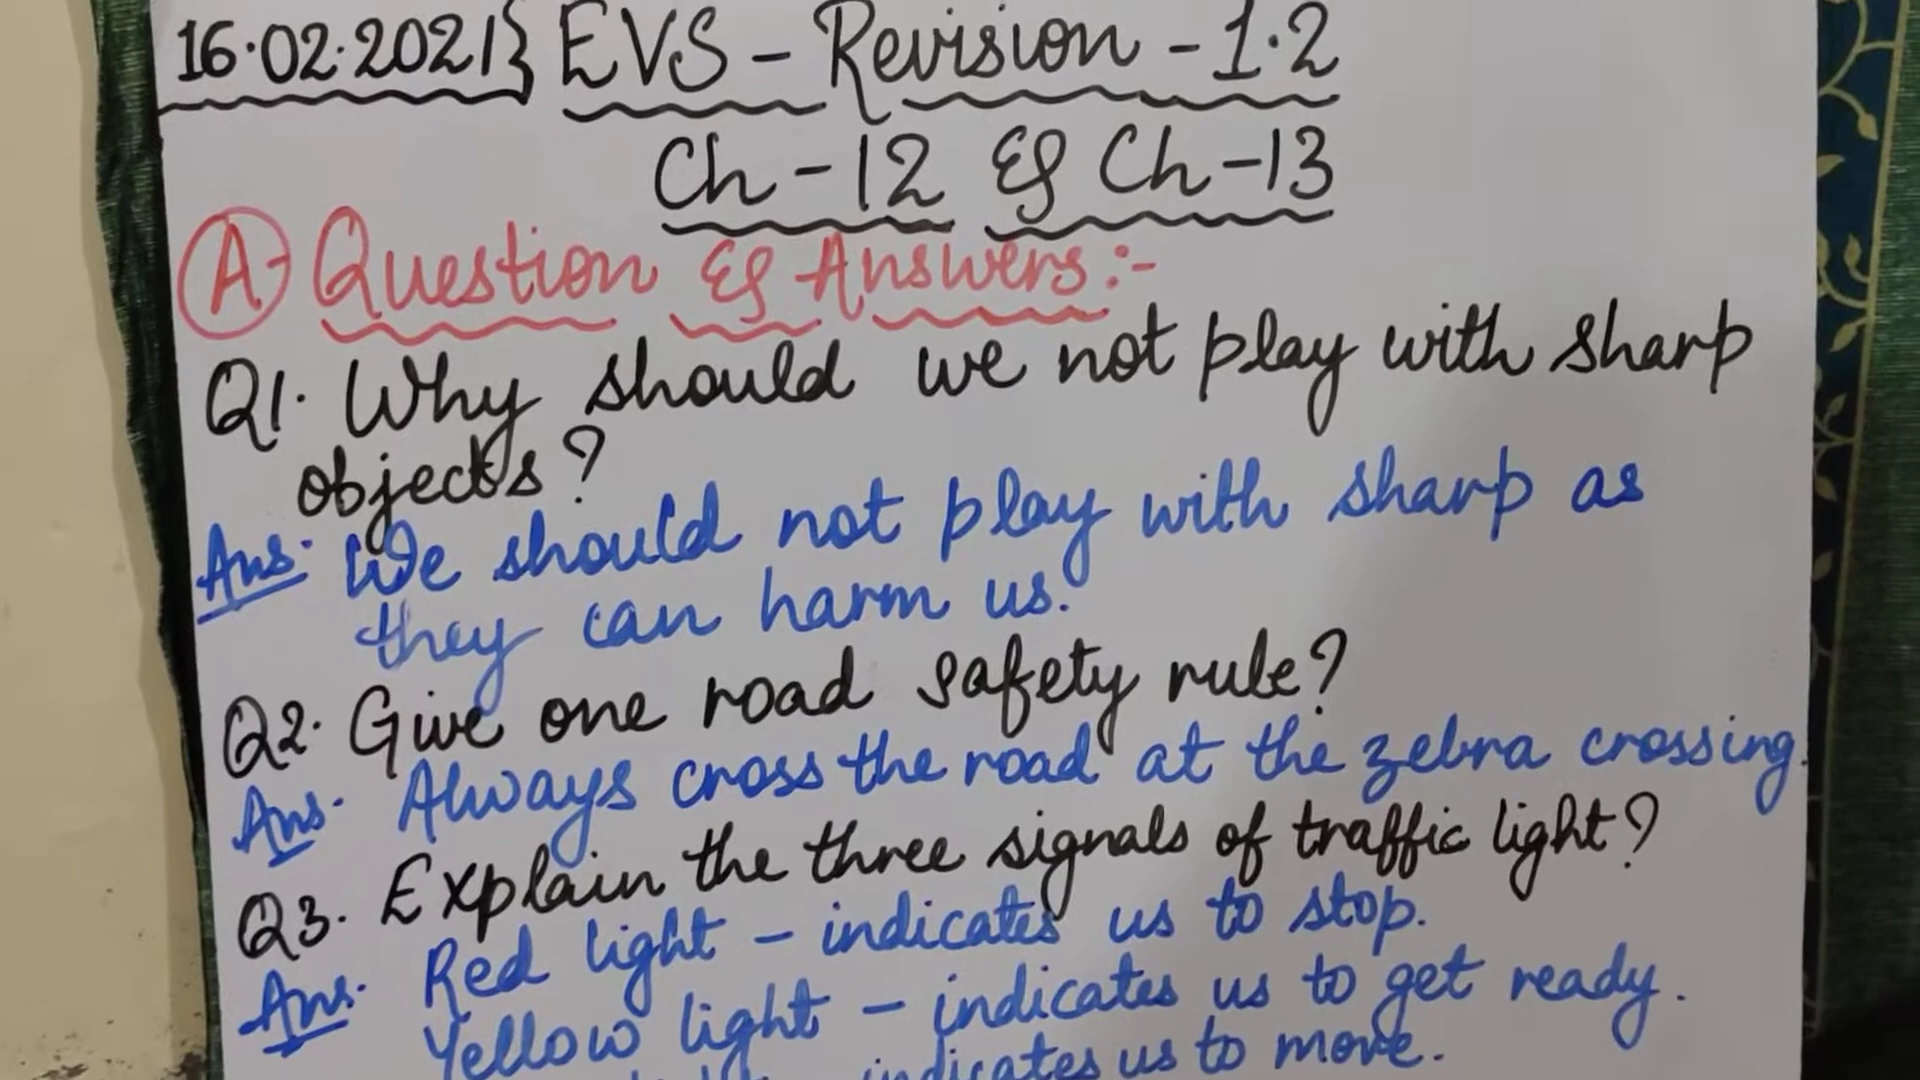 16.02.2021} EVS - Revision - 1.2
Ch - 12 & Ch - 13
A Question & Answers:-
Q1. Why should we not play with sharp
objects?
Ans. We should not play with sharp as
they can harm us.
Q2. Give one road safety rule?
Ans. Always cross the road at the zebra crossing.
Q3. Explain the three signals of traffic light?
Ans. Red light - indicates us to stop.
Yellow light - indicates us to get ready.
indicates us to move.